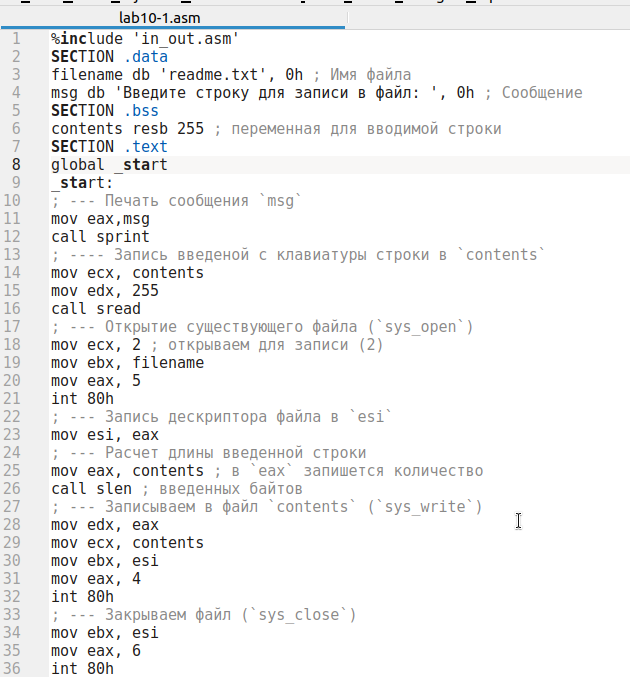 lab10-1.asm
1 %include 'in_out.asm'
2 SECTION .data
3 filename db 'readme.txt', 0h ; Имя файла
4 msg db 'Введите строку для записи в файл: ', 0h ; Сообщение
5 SECTION .bss
6 contents resb 255 ; переменная для вводимой строки
7 SECTION .text
8 global _start
9 _start:
10 ; --- Печать сообщения `msg`
11 mov eax,msg
12 call sprint
13 ; ---- Запись введеной с клавиатуры строки в `contents`
14 mov ecx, contents
15 mov edx, 255
16 call sread
17 ; --- Открытие существующего файла (`sys_open`)
18 mov ecx, 2 ; открываем для записи (2)
19 mov ebx, filename
20 mov eax, 5
21 int 80h
22 ; --- Запись дескриптора файла в `esi`
23 mov esi, eax
24 ; --- Расчет длины введенной строки
25 mov eax, contents ; в `eax` запишется количество
26 call slen ; введенных байтов
27 ; --- Записываем в файл `contents` (`sys_write`)
28 mov edx, eax
29 mov ecx, contents
30 mov ebx, esi
31 mov eax, 4
32 int 80h
33 ; --- Закрываем файл (`sys_close`)
34 mov ebx, esi
35 mov eax, 6
36 int 80h